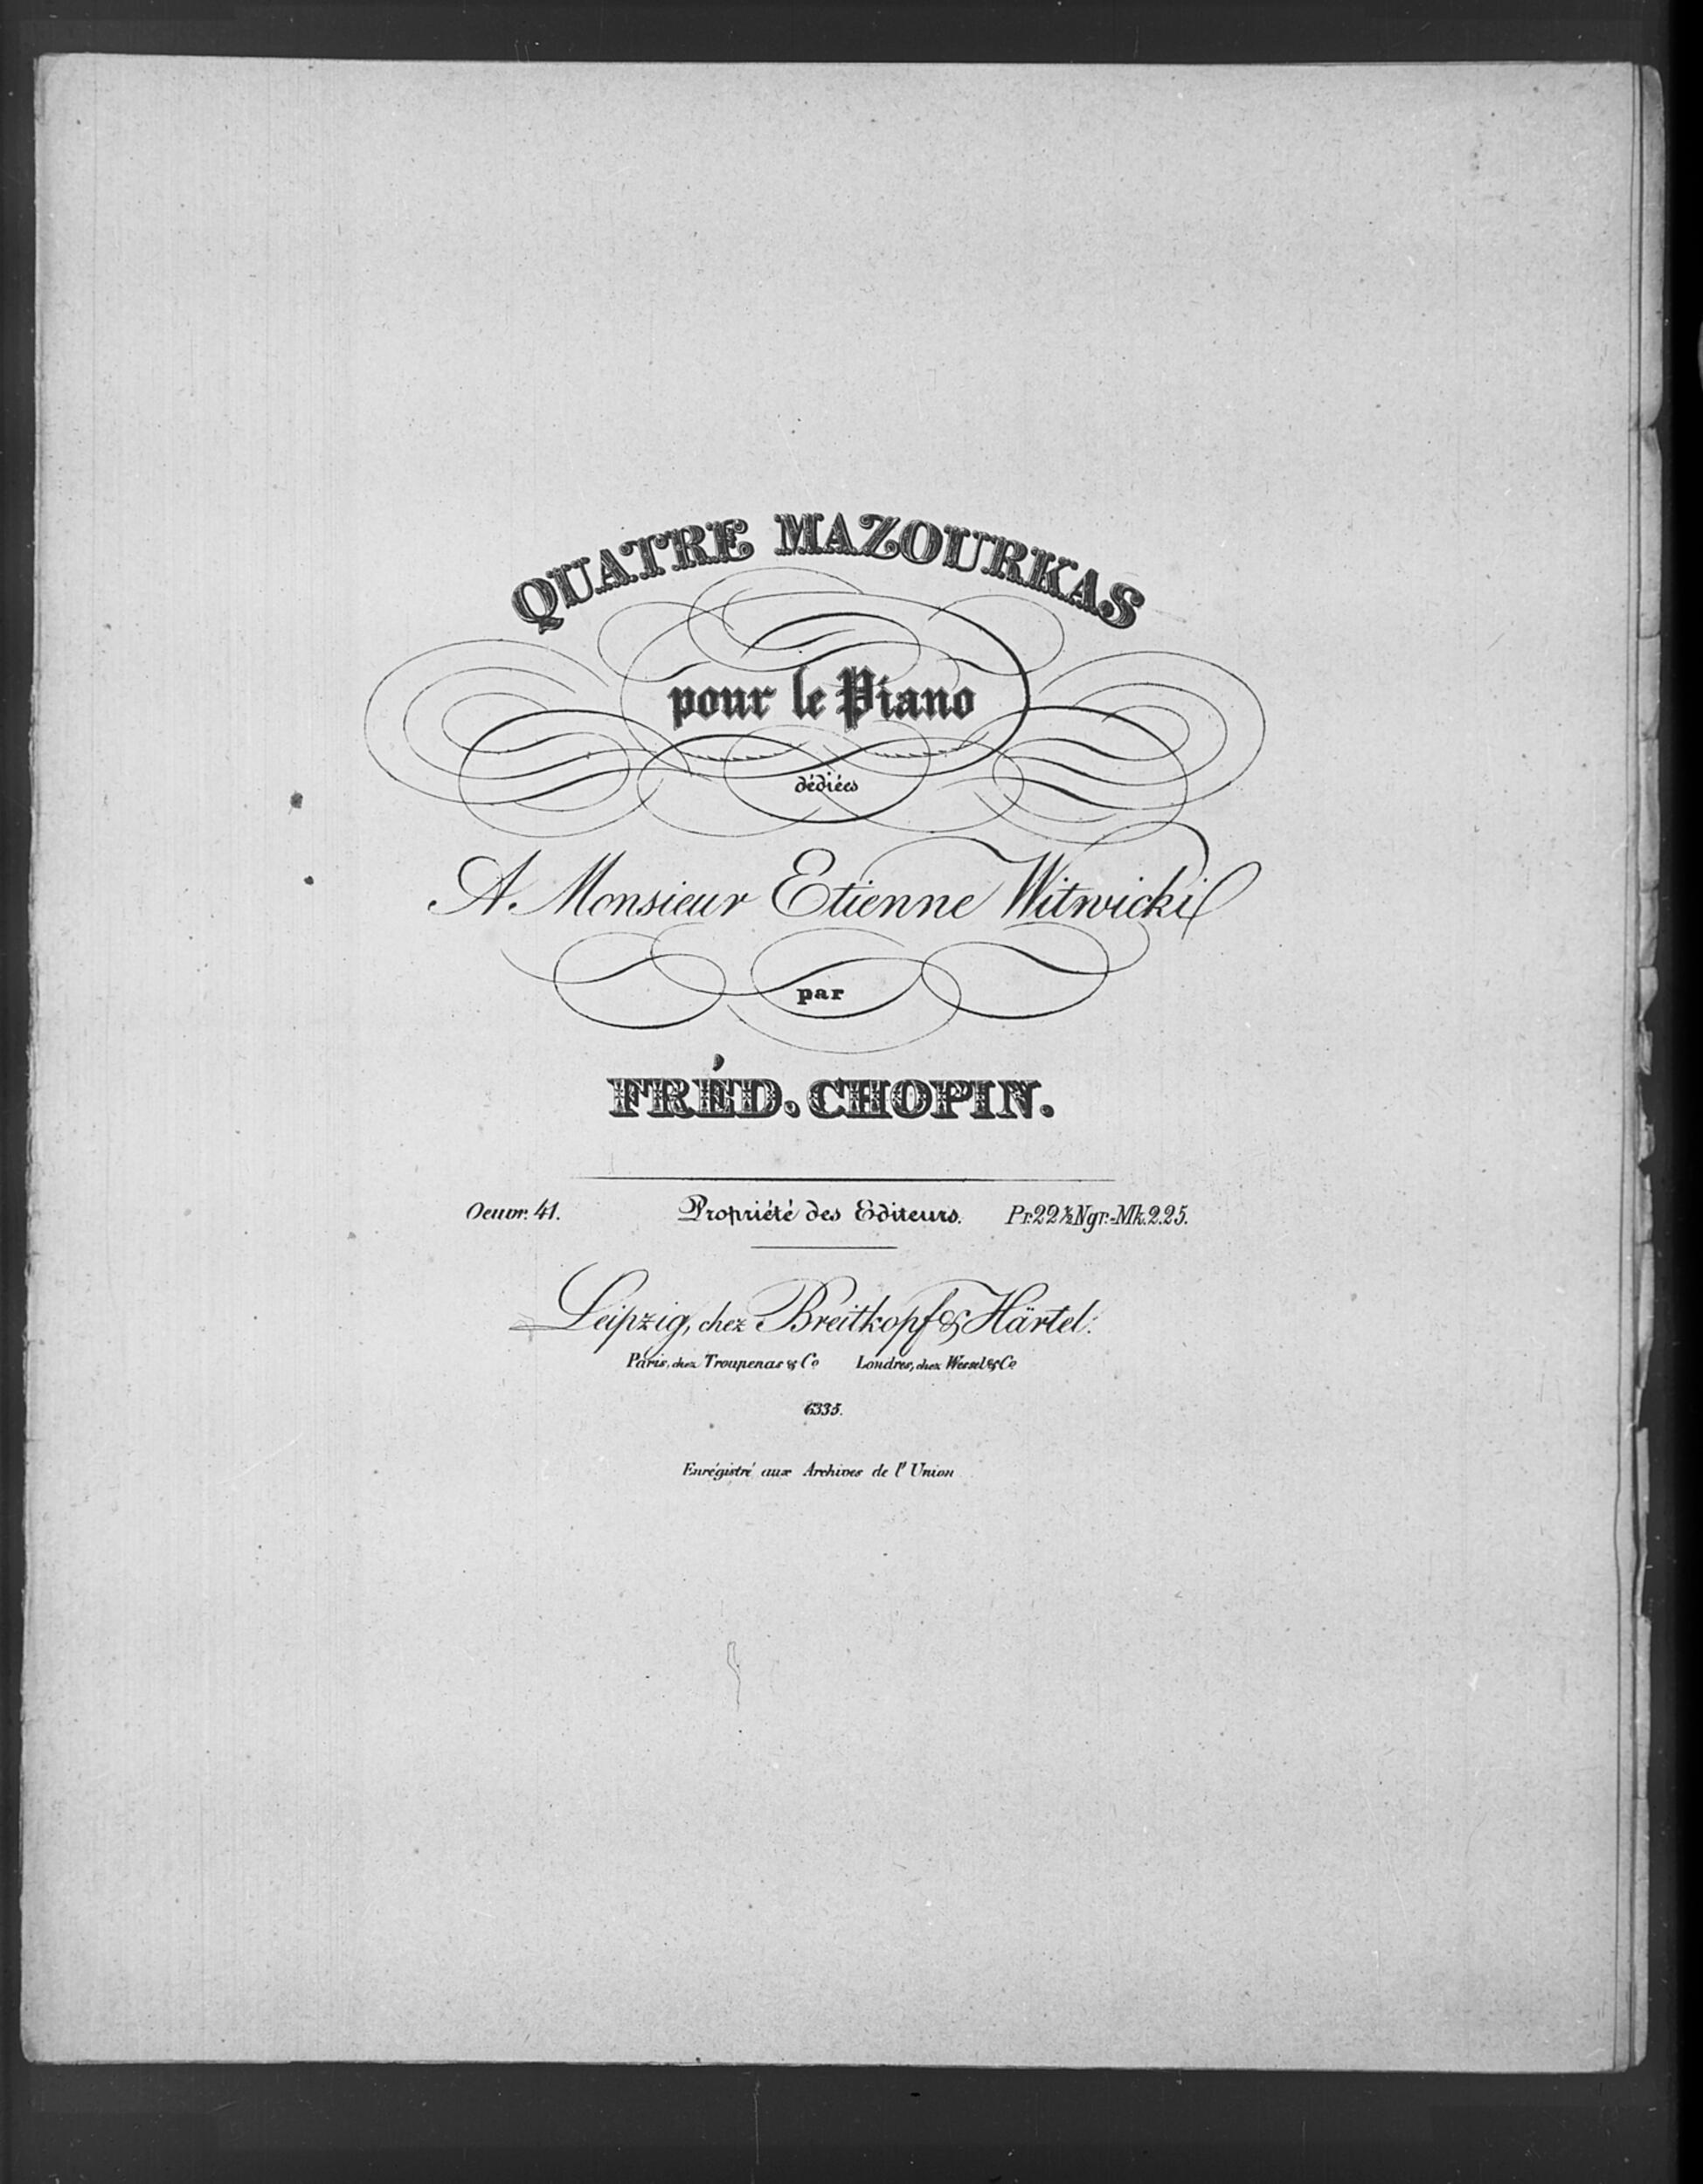 QUATRE MAZOURKAS
pour le Piano
dédiées
A Monsieur Etienne Witwicki
par
FRÉD. CHOPIN.
Oeuvr. 41. Propriété des Editeurs. Pr. 22½ Ngr.-Mk. 2.25.
Leipzig, chez Breitkopf & Härtel.
Paris, chez Troupenas & Co Londres, chez Wessel & Co
6335.
Enrégistré aux Archives de l'Union